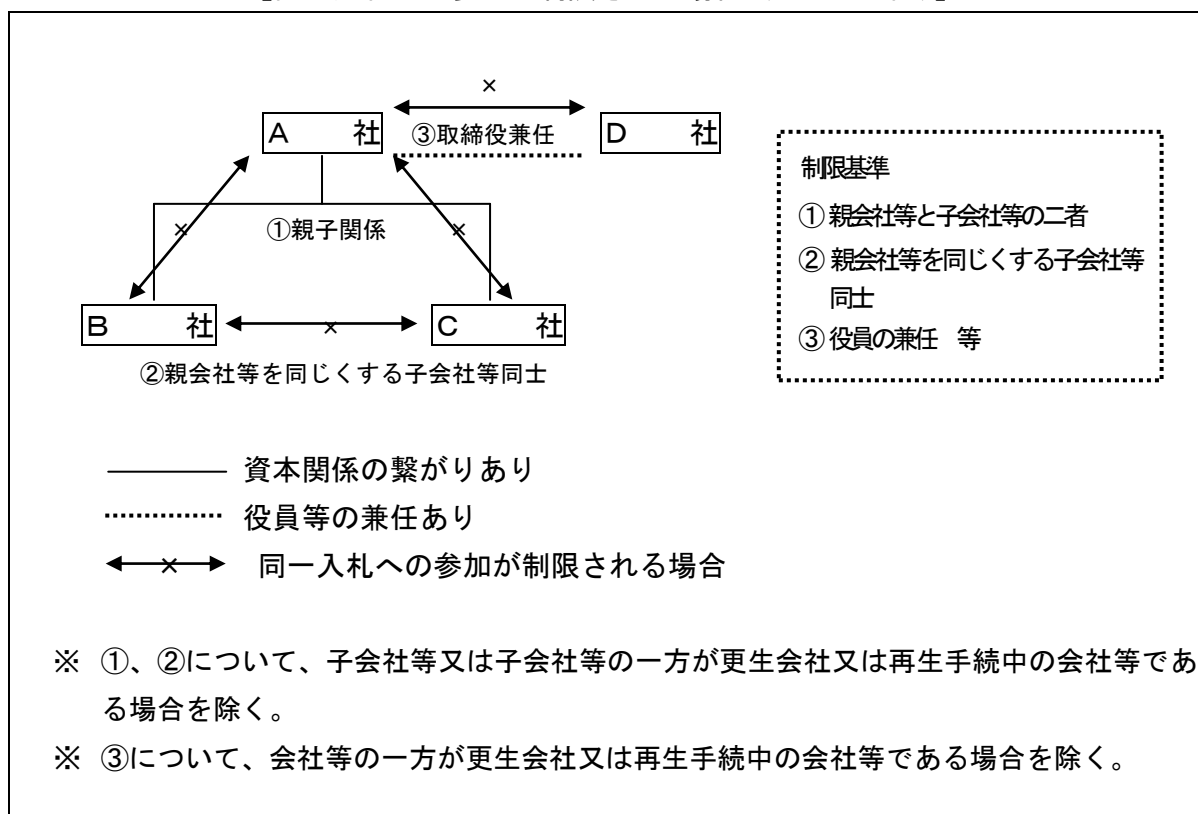 ×
A 社
③取締役兼任
D 社
制限基準
① 親会社等と子会社等の二者
② 親会社等を同じくする子会社等
同士
③ 役員の兼任 等
×
①親子関係
×
B 社
×
C 社
②親会社等を同じくする子会社等同士
資本関係の繋がりあり
役員等の兼任あり
× 同一入札への参加が制限される場合
※ ①、②について、子会社等又は子会社等の一方が更生会社又は再生手続中の会社等であ
る場合を除く。
※ ③について、会社等の一方が更生会社又は再生手続中の会社等である場合を除く。